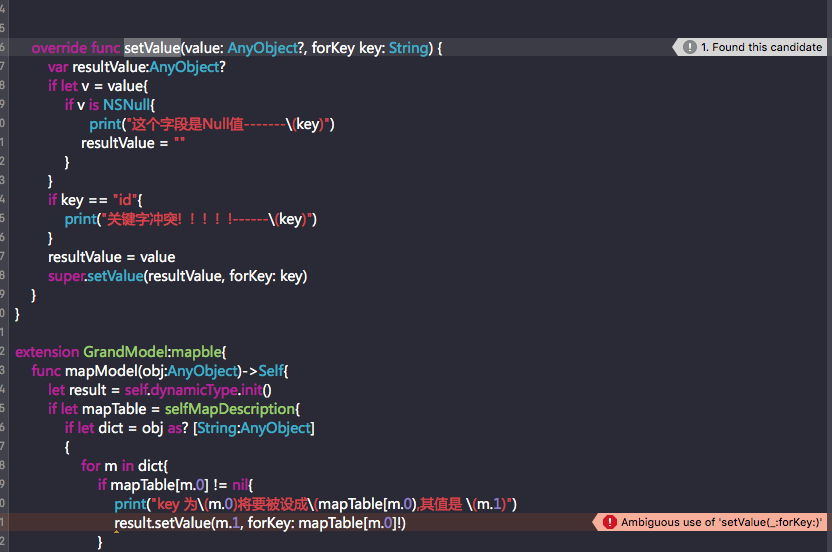 4
5
6 override func setValue(value: AnyObject?, forKey key: String) { 1. Found this candidate
7 var resultValue:AnyObject?
8 if let v = value{
9 if v is NSNull{
0 print("这个字段是Null值-------\(key)")
1 resultValue = ""
2 }
3 }
4 if key == "id"{
5 print("关键字冲突!！！！！------\(key)")
6 }
7 resultValue = value
8 super.setValue(resultValue, forKey: key)
9 }
0 }
1
2 extension GrandModel:mapble{
3 func mapModel(obj:AnyObject)->Self{
4 let result = self.dynamicType.init()
5 if let mapTable = selfMapDescription{
6 if let dict = obj as? [String:AnyObject]
7 {
8 for m in dict{
9 if mapTable[m.0] != nil{
0 print("key 为\(m.0)将要被设成\(mapTable[m.0),其值是 \(m.1)")
1 result.setValue(m.1, forKey: mapTable[m.0]!) Ambiguous use of 'setValue(_:forKey:)'
2 }